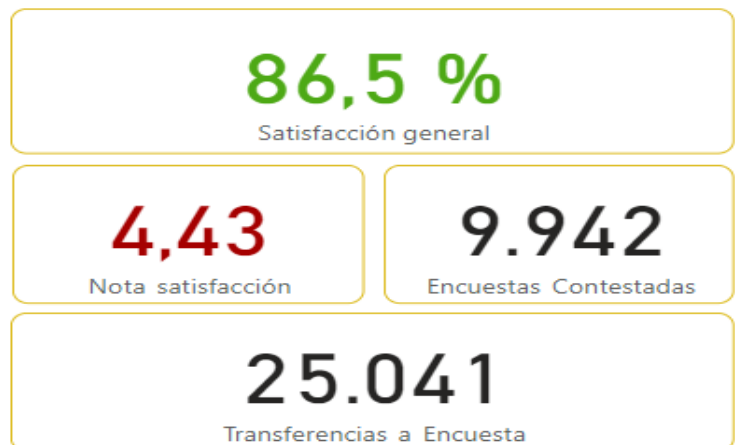 86,5 %
Satisfacción general
4,43
Nota satisfacción
9.942
Encuestas Contestadas
25.041
Transferencias a Encuesta